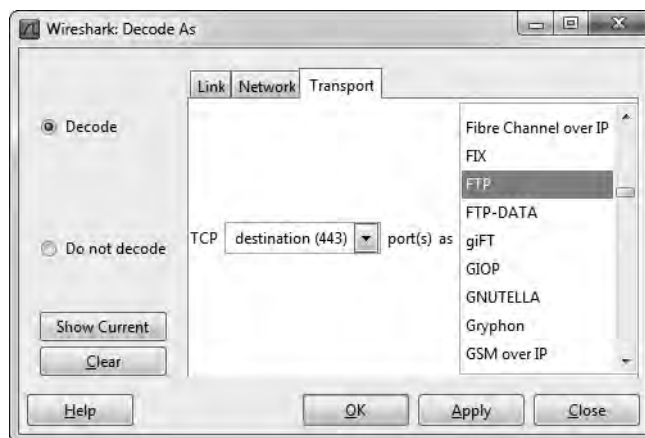 Wireshark: Decode As
Link Network Transport
Decode
Do not decode
Show Current
Clear
TCP destination (443) port(s) as
Fibre Channel over IP
FIX
FTP
FTP-DATA
giFT
GIOP
GNUTELLA
Gryphon
GSM over IP
Help OK Apply Close